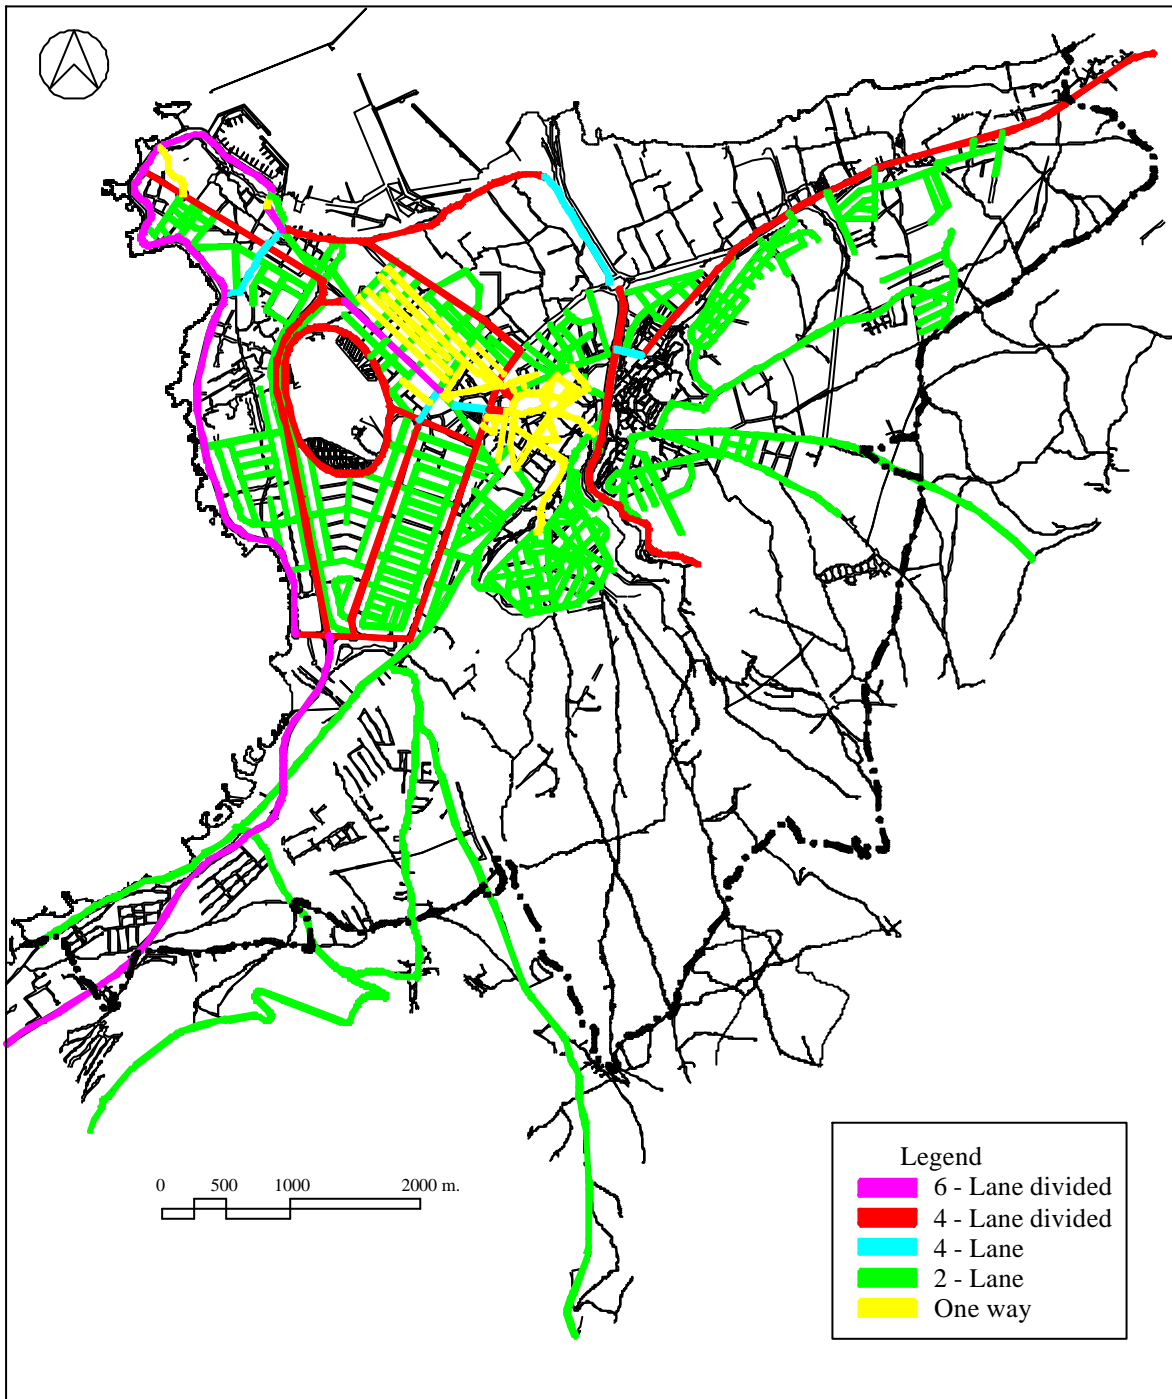 0 500 1000 2000 m.
Legend
6 - Lane divided
4 - Lane divided
4 - Lane
2 - Lane
One way